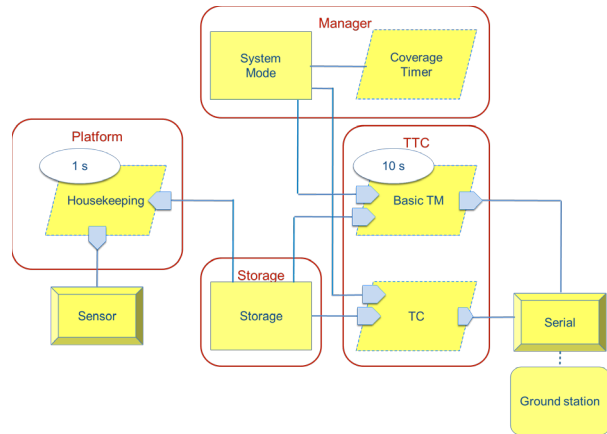 Manager
System
Mode
Coverage
Timer
Platform
1 s
Housekeeping
TTC
10 s
Basic TM
Storage
Storage
TC
Sensor
Serial
Ground station